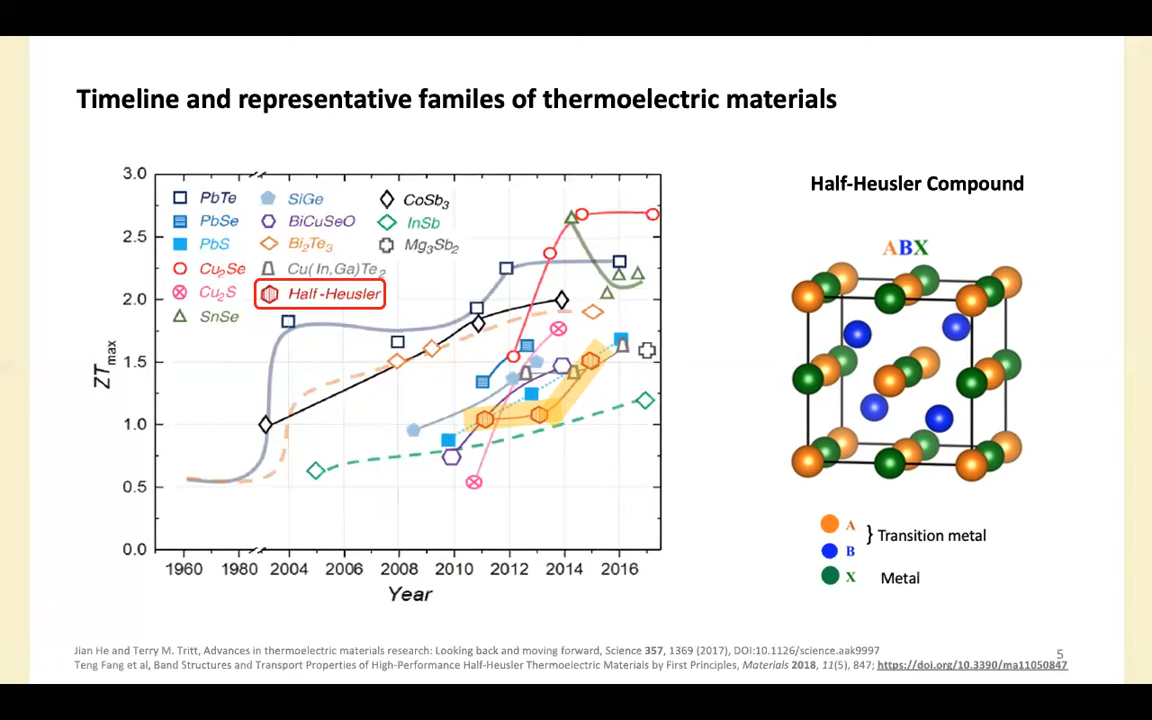 Timeline and representative familes of thermoelectric materials
3.0
2.5
2.0
1.5
1.0
0.5
0.0
ZTmax
PbTe
PbSe
PbS
Cu2Se
Cu2S
SnSe
SiGe
BiCuSeO
Bi2Te3
Cu(In,Ga)Te2
Half-Heusler
CoSb3
InSb
Mg3Sb2
1960 1980 2004 2006 2008 2010 2012 2014 2016
Year
Half-Heusler Compound
ABX
A
B
} Transition metal
X Metal
Jian He and Terry M. Tritt, Advances in thermoelectric materials research: Looking back and moving forward, Science 357, 1369 (2017), DOI:10.1126/science.aak9997
Teng Fang et al, Band Structures and Transport Properties of High-Performance Half-Heusler Thermoelectric Materials by First Principles, Materials 2018, 11(5), 847; https://doi.org/10.3390/ma11050847
5